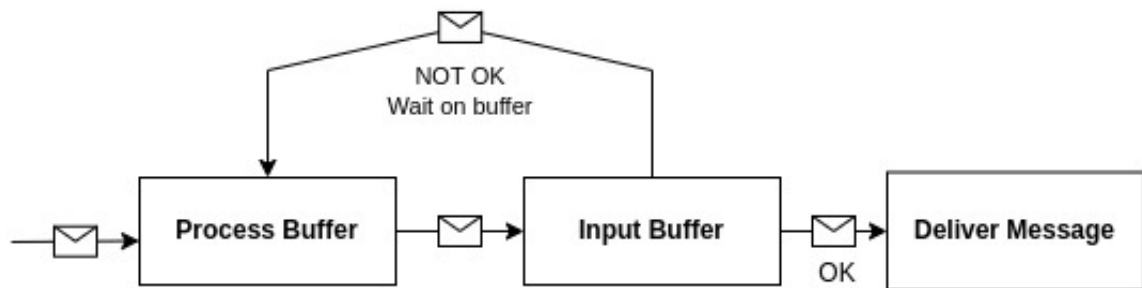 NOT OK
Wait on buffer
Process Buffer
Input Buffer
Deliver Message
OK